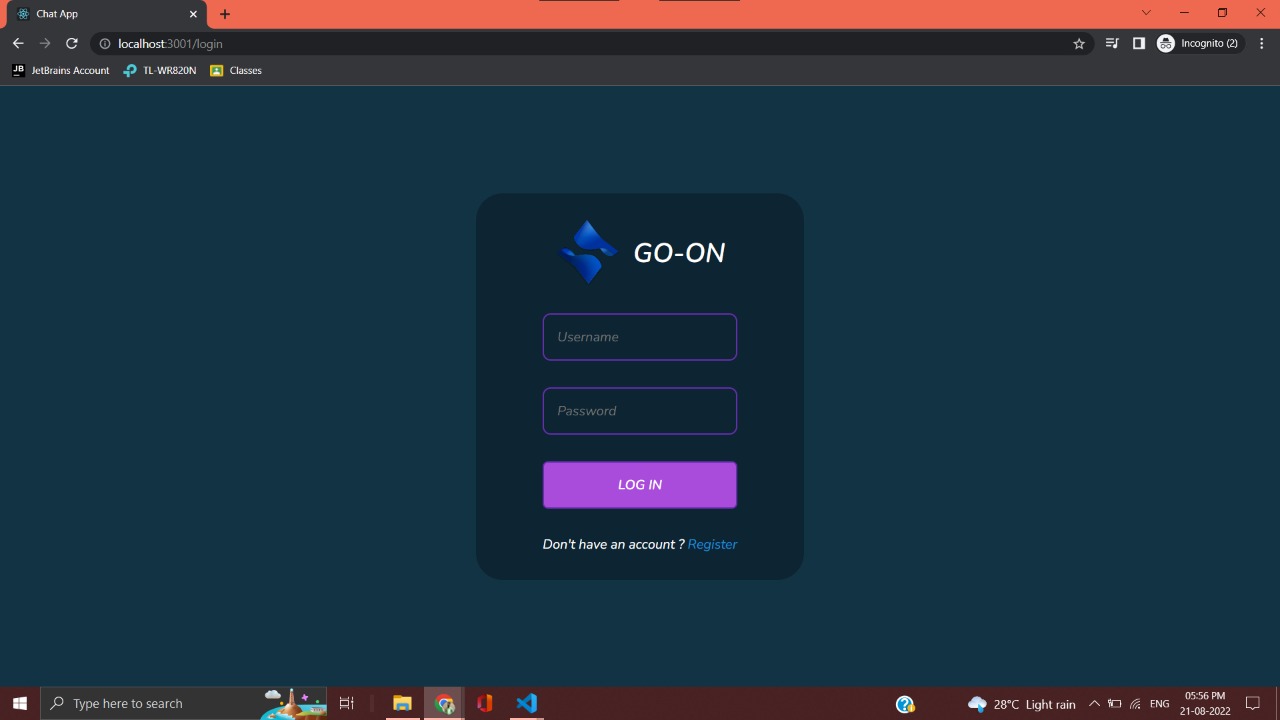 Chat App
localhost:3001/login
Incognito (2)
JB JetBrains Account
TL-WR820N
Classes
GO-ON
Username
Password
LOG IN
Don't have an account ? Register
Type here to search
28°C Light rain
ENG
05:56 PM
21-08-2022